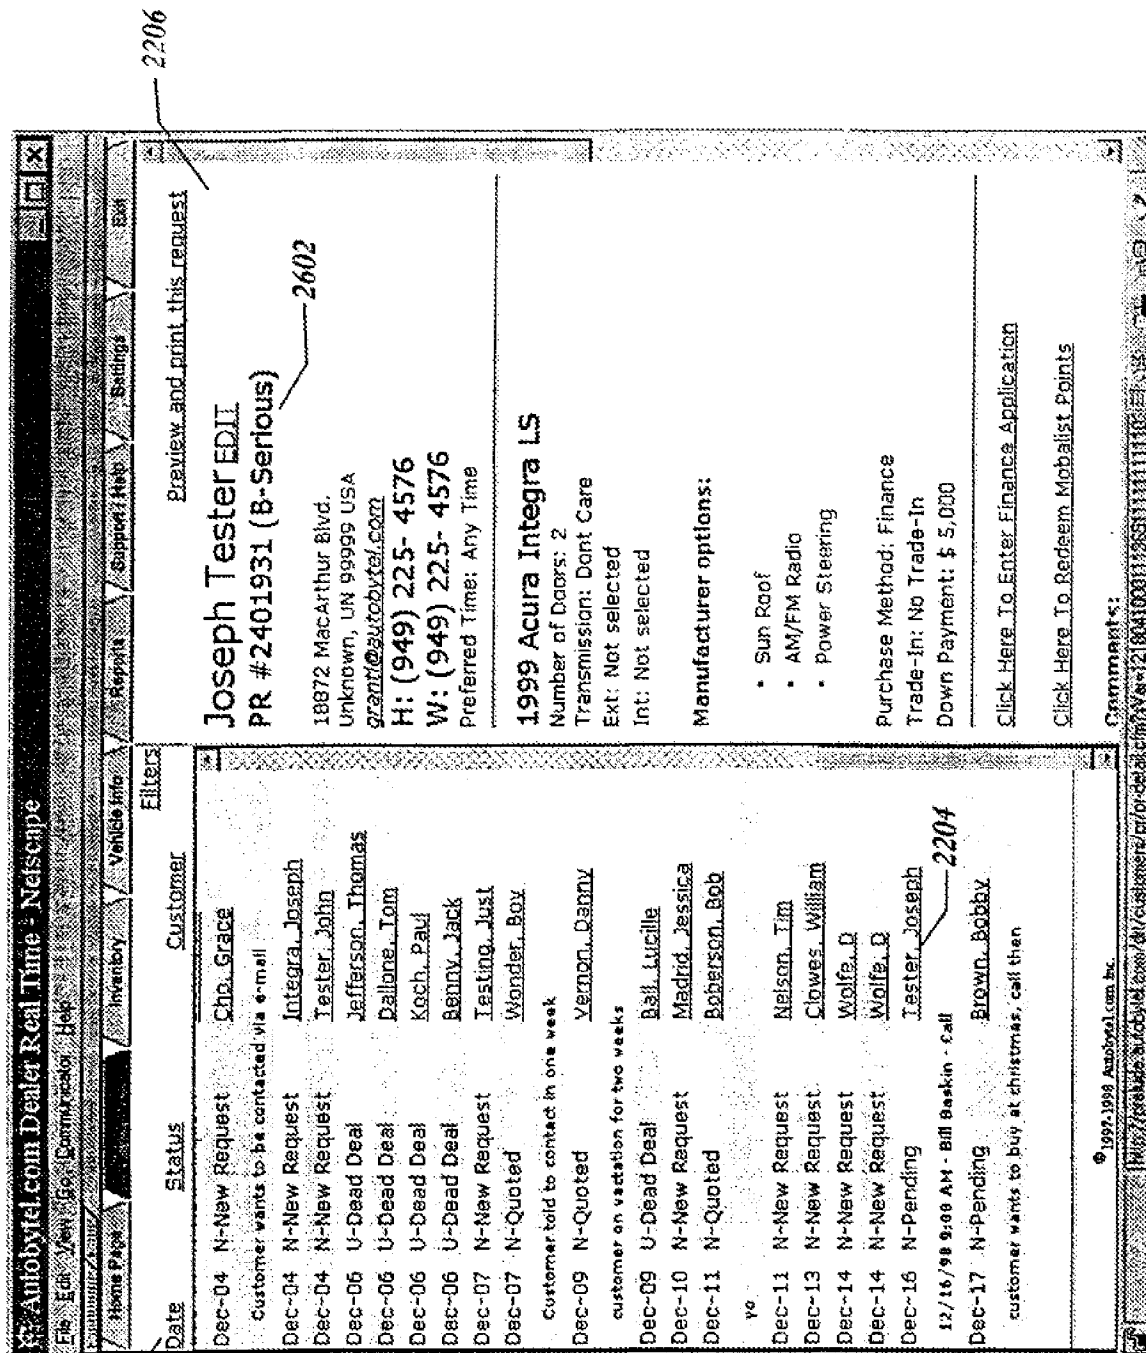 Autobytel.com Dealer Real Time - Netscape
File Edit View Go Communicator Help
Home Page Inventory Vehicle Info Reports Support / Help Settings Exit
Date Status Customer Filters
Dec-04 N-New Request Cho, Grace
Customer wants to be contacted via e-mail
Dec-04 N-New Request Integra, Joseph
Dec-04 N-New Request Tester, John
Dec-06 U-Dead Deal Jefferson, Thomas
Dec-06 U-Dead Deal Dallone, Tom
Dec-06 U-Dead Deal Koch, Paul
Dec-06 U-Dead Deal Benny, Jack
Dec-07 N-New Request Testing, Just
Dec-07 N-Quoted Wonder, Boy
Customer told to contact in one week
Dec-09 N-Quoted Vernon, Danny
customer on vactation for two weeks
Dec-09 U-Dead Deal Ball, Lucille
Dec-10 N-New Request Madrid, Jessica
Dec-11 N-Quoted Boberson, Bob
yo
Dec-11 N-New Request Nelson, Tim
Dec-13 N-New Request Clowes, William
Dec-14 N-New Request Wolfe, D
Dec-14 N-New Request Wolfe, D
Dec-16 N-Pending Tester, Joseph
12/16/98 9:00 AM - Bill Baskin - Call
2204
Dec-17 N-Pending Brown, Bobby
customer wants to buy at christmas, call then
©1997-1998 Autobytel.com Inc.
Preview and print this request
2206
Joseph Tester EDIT
PR #2401931 (B-Serious)
2602
18872 MacArthur Blvd.
Unknown, UN 99999 USA
grantl@autobytel.com
H: (949) 225- 4576
W: (949) 225- 4576
Preferred Time: Any Time
1999 Acura Integra LS
Number of Doors: 2
Transmission: Dont Care
Ext: Not selected
Int: Not selected
Manufacturer options:
• Sun Roof
• AM/FM Radio
• Power Steering
Purchase Method: Finance
Trade-In: No Trade-In
Down Payment: $ 5,000
Click Here To Enter Finance Application
Click Here To Redeem Mobalist Points
Comments: